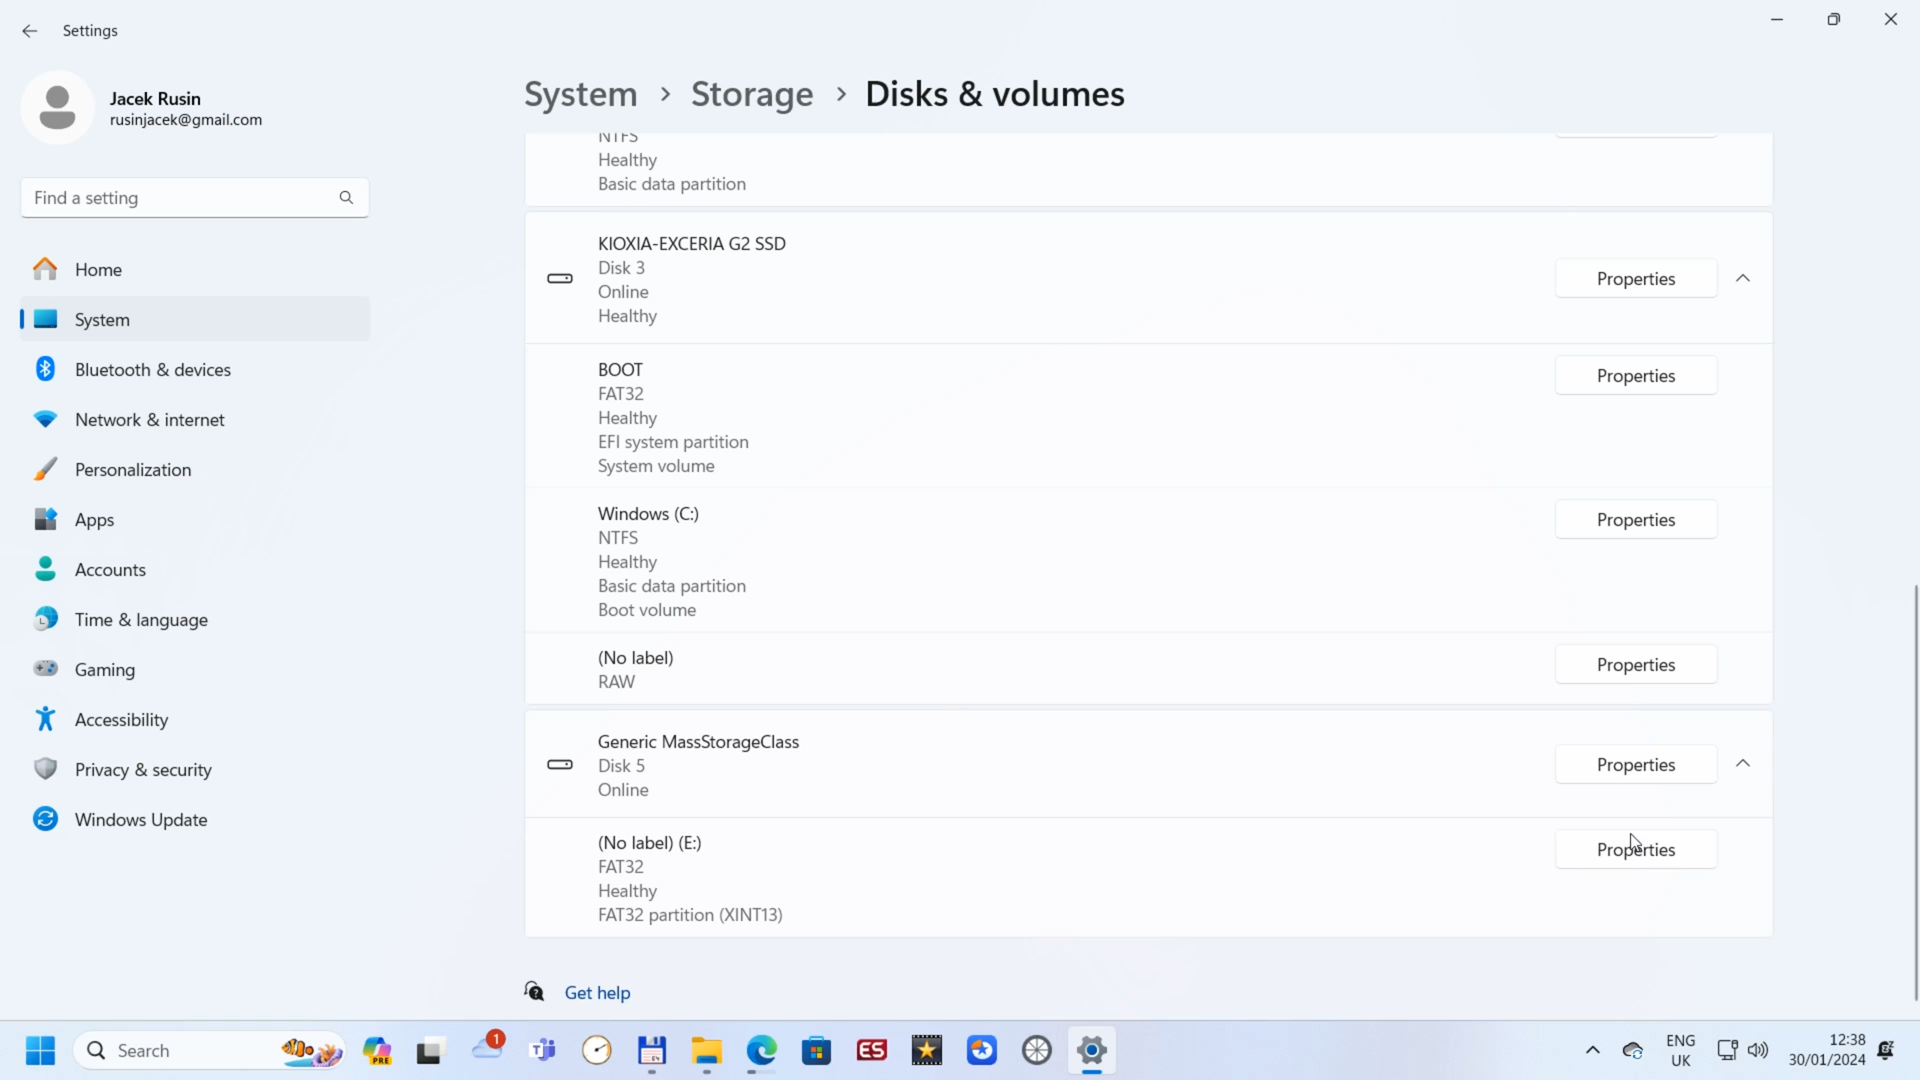 Settings
Jacek Rusin
rusinjacek@gmail.com
Find a setting
Home
System
Bluetooth & devices
Network & internet
Personalization
Apps
Accounts
Time & language
Gaming
Accessibility
Privacy & security
Windows Update
System > Storage > Disks & volumes
NTFS
Healthy
Basic data partition
KIOXIA-EXCERIA G2 SSD
Disk 3
Online
Healthy
Properties
BOOT
FAT32
Healthy
EFI system partition
System volume
Properties
Windows (C:)
NTFS
Healthy
Basic data partition
Boot volume
Properties
(No label)
RAW
Properties
Generic MassStorageClass
Disk 5
Online
Properties
(No label) (E:)
FAT32
Healthy
FAT32 partition (XINT13)
Properties
Get help
Search
PRE
1
ES
ENG
UK
12:38
30/01/2024